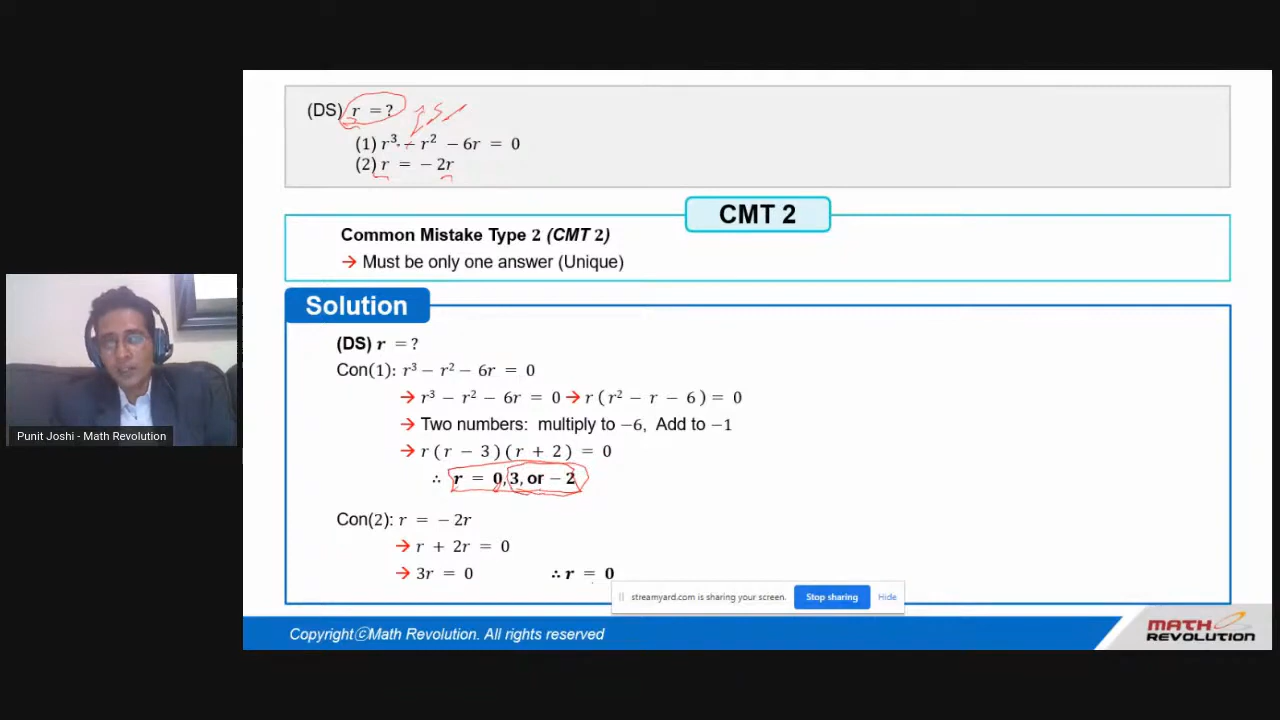 (DS) r = ?
(1) r³ − r² − 6r = 0
(2) r = − 2r
CMT 2
Common Mistake Type 2 (CMT 2)
→ Must be only one answer (Unique)
Solution
(DS) r = ?
Con(1): r³ − r² − 6r = 0
→ r³ − r² − 6r = 0 → r ( r² − r − 6 ) = 0
→ Two numbers: multiply to −6, Add to −1
→ r ( r − 3 ) ( r + 2 ) = 0
∴ r = 0, 3, or − 2
Con(2): r = − 2r
→ r + 2r = 0
→ 3r = 0 ∴ r = 0
Punit Joshi - Math Revolution
streamyard.com is sharing your screen. Stop sharing Hide
Copyrightⓒ Math Revolution. All rights reserved
MATH
REVOLUTION